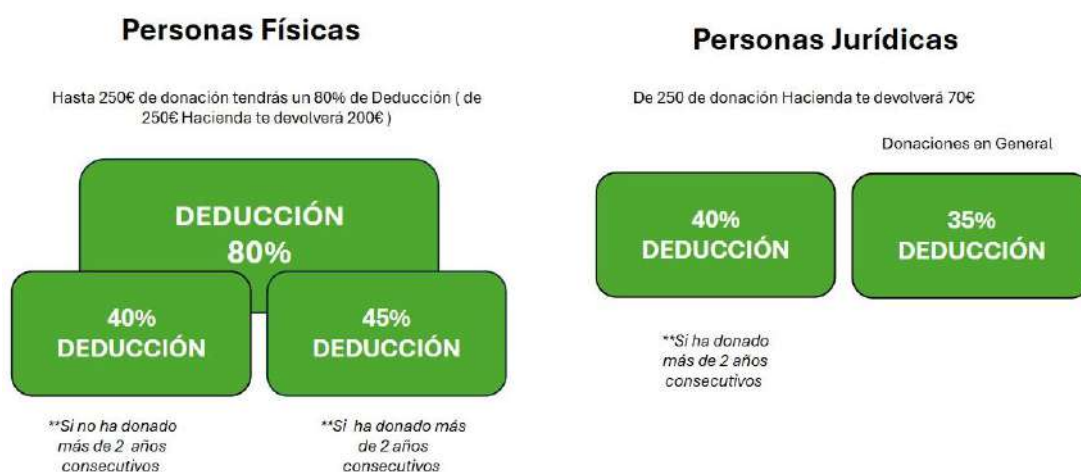 Personas Físicas
Hasta 250€ de donación tendrás un 80% de Deducción ( de
250€ Hacienda te devolverá 200€ )
DEDUCCIÓN
80%
40%
DEDUCCIÓN
45%
DEDUCCIÓN
**Si no ha donado
más de 2 años
consecutivos
**Si ha donado más
de 2 años
consecutivos
Personas Jurídicas
De 250 de donación Hacienda te devolverá 70€
Donaciones en General
40%
DEDUCCIÓN
35%
DEDUCCIÓN
**Si ha donado
más de 2 años
consecutivos